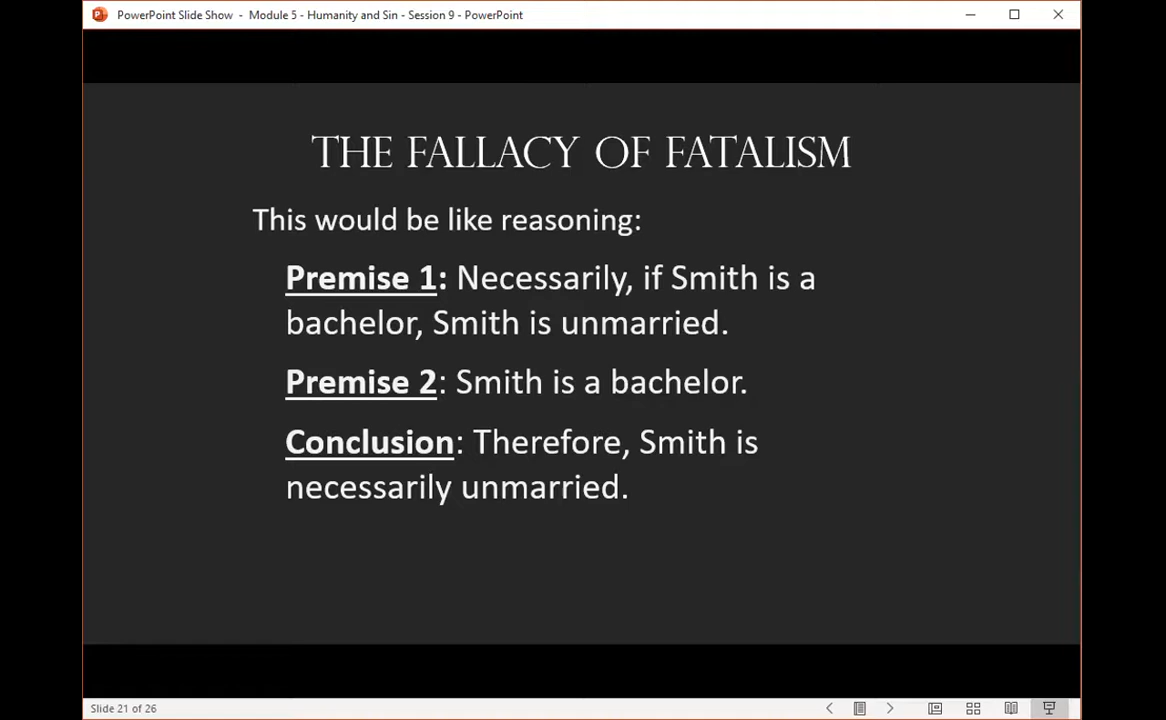 PowerPoint Slide Show - Module 5 - Humanity and Sin - Session 9 - PowerPoint
THE FALLACY OF FATALISM
This would be like reasoning:
Premise 1: Necessarily, if Smith is a
bachelor, Smith is unmarried.
Premise 2: Smith is a bachelor.
Conclusion: Therefore, Smith is
necessarily unmarried.
Slide 21 of 26